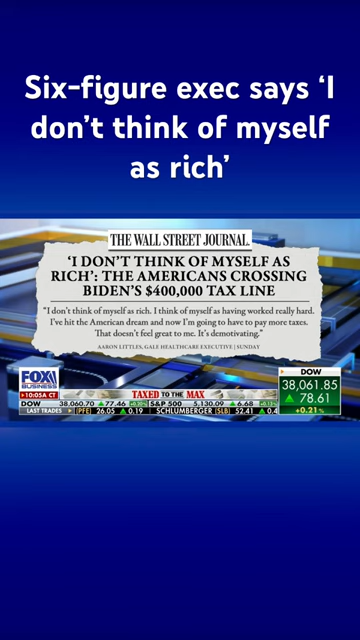 Six-figure exec says ‘I
don’t think of myself
as rich’
THE WALL STREET JOURNAL.
‘I DON’T THINK OF MYSELF AS
RICH’: THE AMERICANS CROSSING
BIDEN’S $400,000 TAX LINE
“I don’t think of myself as rich. I think of myself as having worked really hard.
I’ve hit the American dream and now I’m going to have to pay more taxes.
That doesn’t feel great to me. It’s demotivating.”
AARON LITTLES, GALE HEALTHCARE EXECUTIVE | SUNDAY
FOX
BUSINESS
10:05A CT
TAXED TO THE MAX
DOW 38,060.70 ▲ 77.46 +0.20% S&P 500 5,130.09 ▲ 6.68 +0.13%
LAST TRADES (PFE) 26.05 ▲ 0.19 SCHLUMBERGER (SLB) 52.41 ▲ 0.4
DOW
38,061.85
▲ 78.61
+0.21%